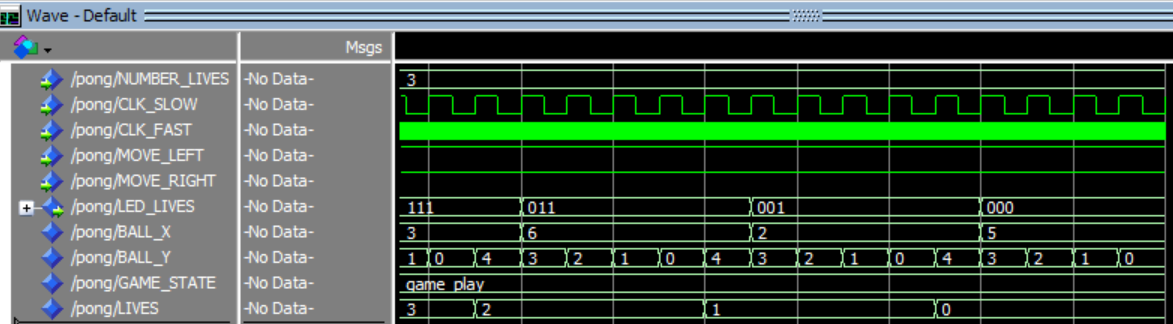 Wave - Default
Msgs
/pong/NUMBER_LIVES -No Data- 3
/pong/CLK_SLOW -No Data-
/pong/CLK_FAST -No Data-
/pong/MOVE_LEFT -No Data-
/pong/MOVE_RIGHT -No Data-
/pong/LED_LIVES -No Data- 111 011 001 000
/pong/BALL_X -No Data- 3 6 2 5
/pong/BALL_Y -No Data- 1 0 4 3 2 1 0 4 3 2 1 0 4 3 2 1 0
/pong/GAME_STATE -No Data- game_play
/pong/LIVES -No Data- 3 2 1 0